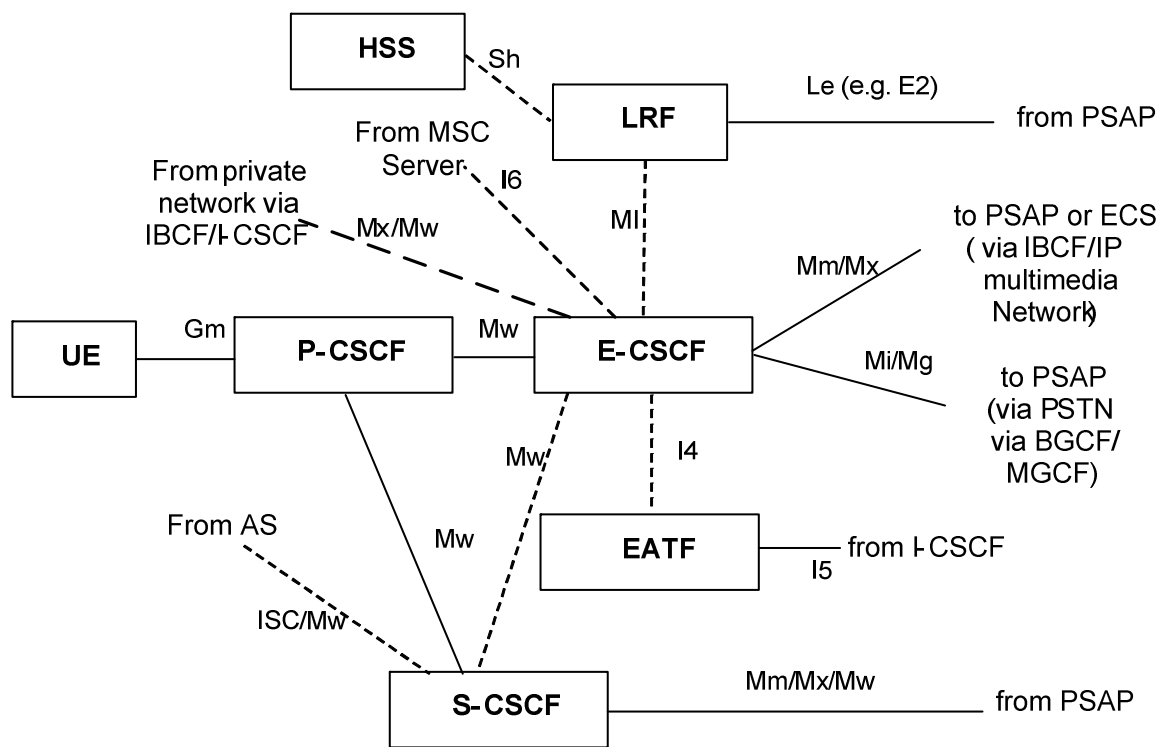 HSS
Sh
LRF
Le (e.g. E2)
from PSAP
From MSC
Server
I6
From private
network via
IBCF/I-CSCF
Mx/Mw
Ml
to PSAP or ECS
( via IBCF/IP
multimedia
Network)
Mm/Mx
UE
Gm
P-CSCF
Mw
E-CSCF
Mi/Mg
to PSAP
(via PSTN
via BGCF/
MGCF)
Mw
I4
From AS
Mw
EATF
I5
from I-CSCF
ISC/Mw
S-CSCF
Mm/Mx/Mw
from PSAP